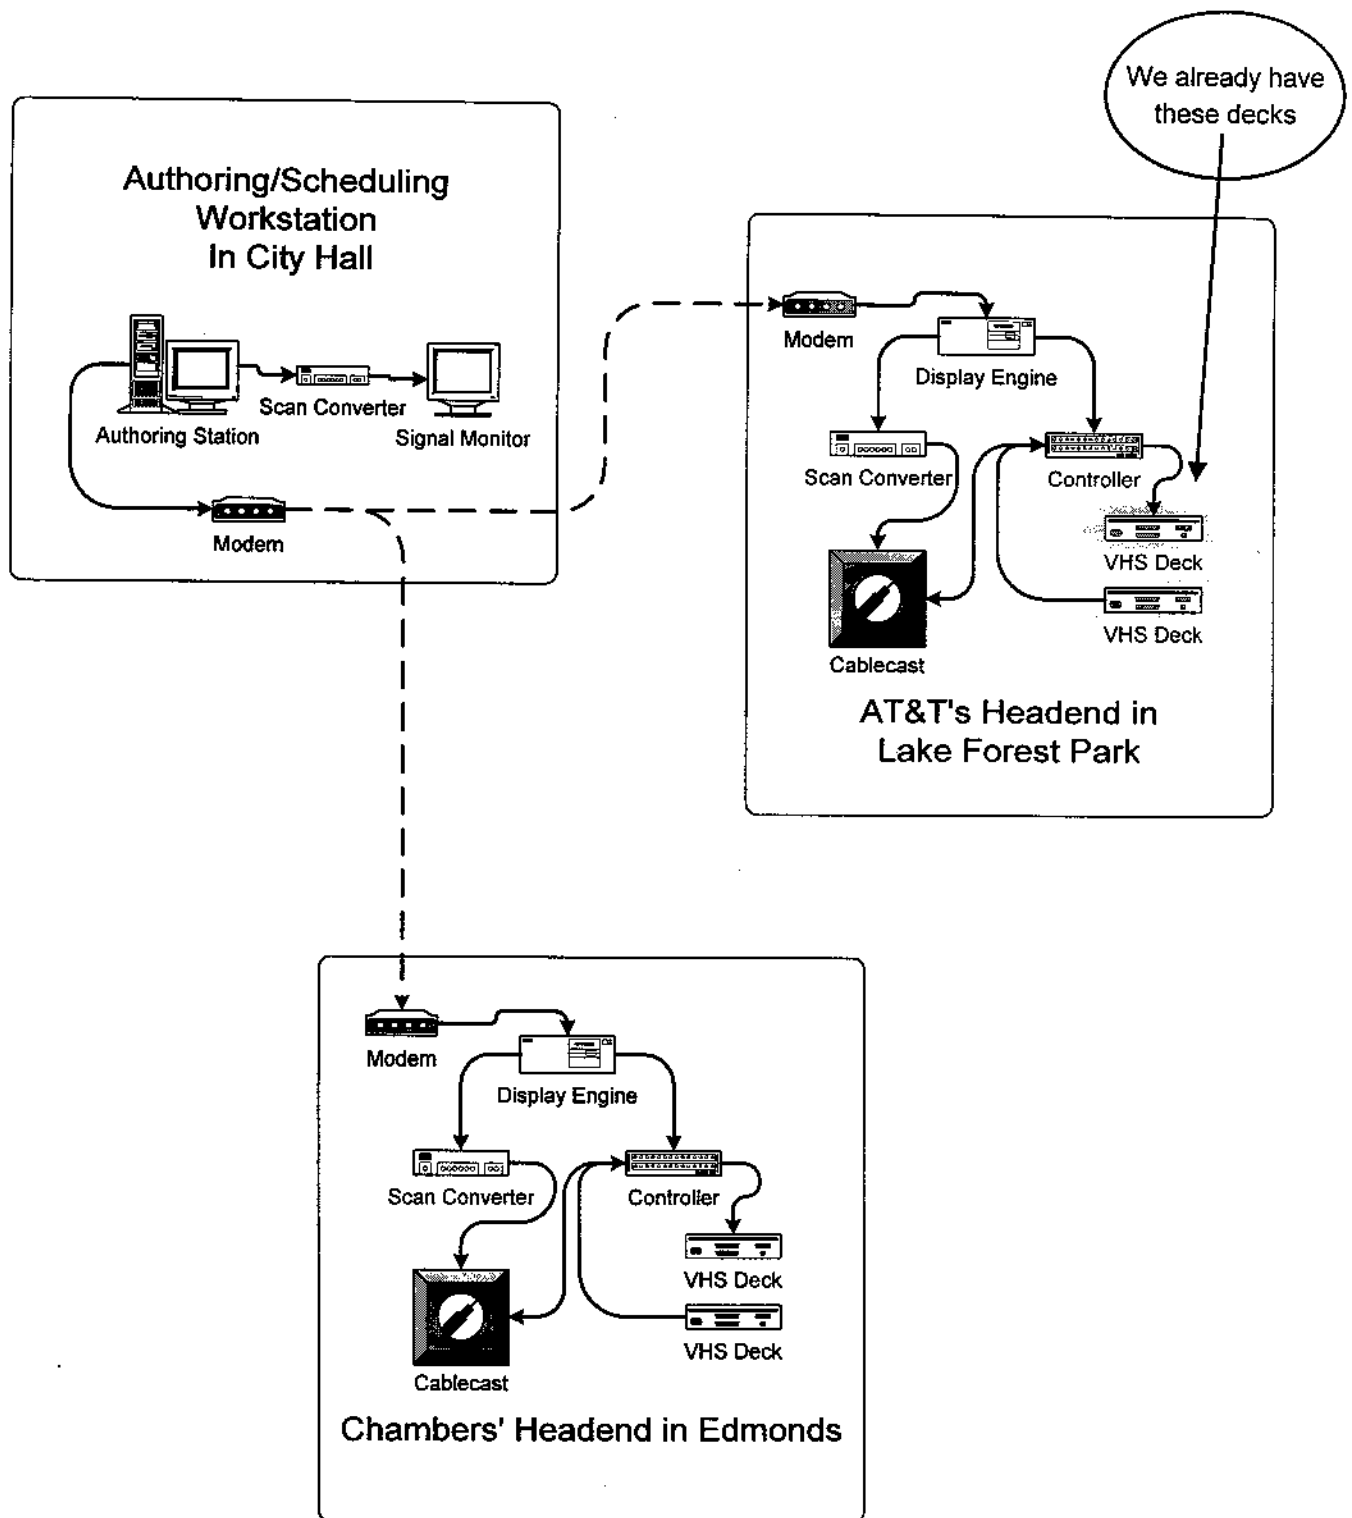 We already have
these decks
Authoring/Scheduling
Workstation
In City Hall
Authoring Station
Scan Converter
Signal Monitor
Modem
Modem
Display Engine
Scan Converter
Controller
VHS Deck
VHS Deck
Cablecast
AT&T's Headend in
Lake Forest Park
Modem
Display Engine
Scan Converter
Controller
VHS Deck
VHS Deck
Cablecast
Chambers' Headend in Edmonds